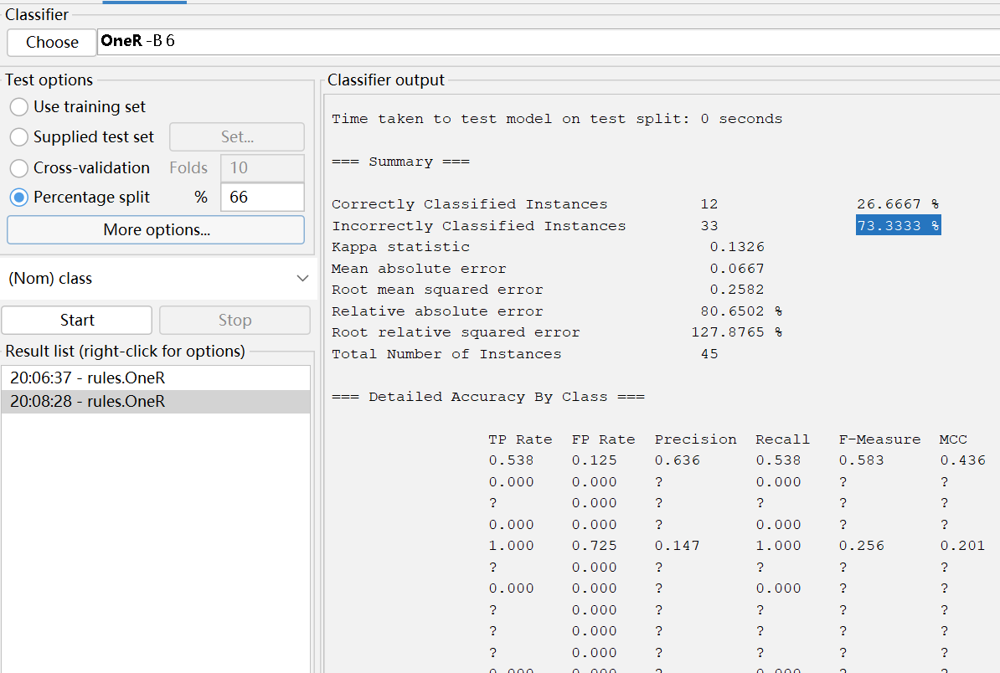 Classifier
Choose OneR -B 6
Test options
Use training set
Supplied test set Set...
Cross-validation Folds 10
Percentage split % 66
More options...
(Nom) class
Start Stop
Result list (right-click for options)
20:06:37 - rules.OneR
20:08:28 - rules.OneR
Classifier output
Time taken to test model on test split: 0 seconds
=== Summary ===
Correctly Classified Instances 12 26.6667 %
Incorrectly Classified Instances 33 73.3333 %
Kappa statistic 0.1326
Mean absolute error 0.0667
Root mean squared error 0.2582
Relative absolute error 80.6502 %
Root relative squared error 127.8765 %
Total Number of Instances 45
=== Detailed Accuracy By Class ===
TP Rate FP Rate Precision Recall F-Measure MCC
0.538 0.125 0.636 0.538 0.583 0.436
0.000 0.000 ? 0.000 ? ?
? 0.000 ? ? ? ?
0.000 0.000 ? 0.000 ? ?
1.000 0.725 0.147 1.000 0.256 0.201
? 0.000 ? ? ? ?
0.000 0.000 ? 0.000 ? ?
? 0.000 ? ? ? ?
? 0.000 ? ? ? ?
? 0.000 ? ? ? ?